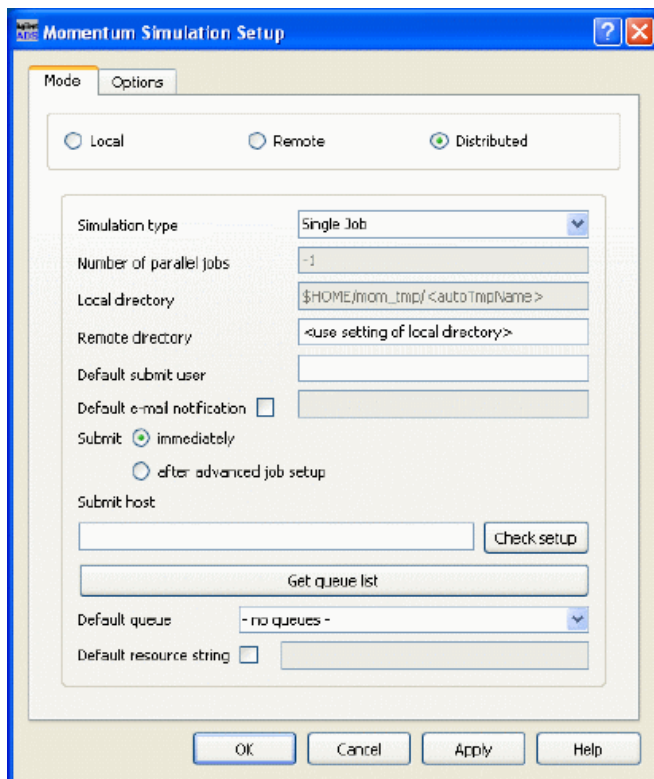 ADS Momentum Simulation Setup
Mode Options
Local Remote Distributed
Simulation type Single Job
Number of parallel jobs -1
Local directory $HOME/mom_tmp/<autoTmpName>
Remote directory <use setting of local directory>
Default submit user
Default e-mail notification
Submit immediately
after advanced job setup
Submit host
Check setup
Get queue list
Default queue - no queues -
Default resource string
OK Cancel Apply Help